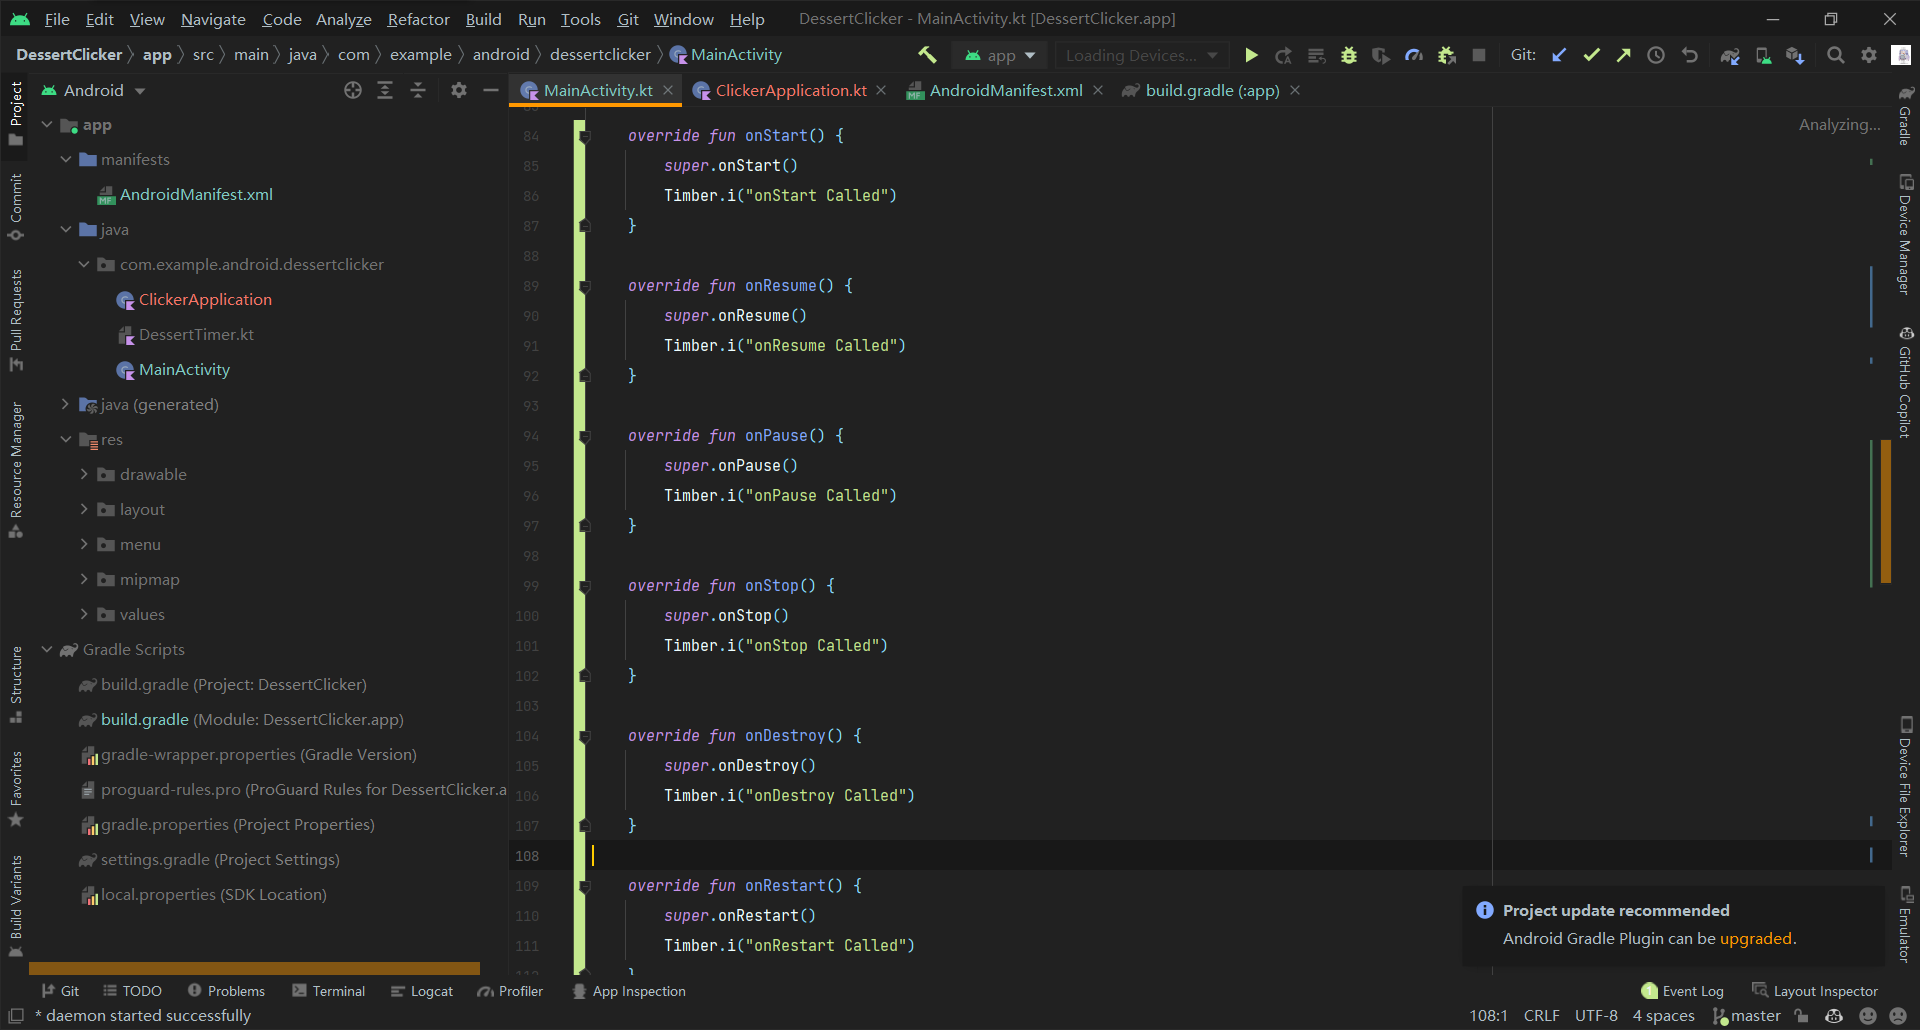 File Edit View Navigate Code Analyze Refactor Build Run Tools Git Window Help DessertClicker - MainActivity.kt [DessertClicker.app]
DessertClicker app src main java com example android dessertclicker MainActivity app Loading Devices... Git:
Project
Commit
Pull Requests
Resource Manager
Structure
Favorites
Build Variants
Android
app
manifests
AndroidManifest.xml
java
com.example.android.dessertclicker
ClickerApplication
DessertTimer.kt
MainActivity
java (generated)
res
drawable
layout
menu
mipmap
values
Gradle Scripts
build.gradle (Project: DessertClicker)
build.gradle (Module: DessertClicker.app)
gradle-wrapper.properties (Gradle Version)
proguard-rules.pro (ProGuard Rules for DessertClicker.a
gradle.properties (Project Properties)
settings.gradle (Project Settings)
local.properties (SDK Location)
MainActivity.kt ClickerApplication.kt AndroidManifest.xml build.gradle (:app)
Analyzing...
84 override fun onStart() {
85 super.onStart()
86 Timber.i("onStart Called")
87 }
88
89 override fun onResume() {
90 super.onResume()
91 Timber.i("onResume Called")
92 }
93
94 override fun onPause() {
95 super.onPause()
96 Timber.i("onPause Called")
97 }
98
99 override fun onStop() {
100 super.onStop()
101 Timber.i("onStop Called")
102 }
103
104 override fun onDestroy() {
105 super.onDestroy()
106 Timber.i("onDestroy Called")
107 }
108
109 override fun onRestart() {
110 super.onRestart()
111 Timber.i("onRestart Called")
Gradle
Device Manager
GitHub Copilot
Device File Explorer
Emulator
Project update recommended
Android Gradle Plugin can be upgraded.
Git TODO Problems Terminal Logcat Profiler App Inspection Event Log Layout Inspector
* daemon started successfully 108:1 CRLF UTF-8 4 spaces master